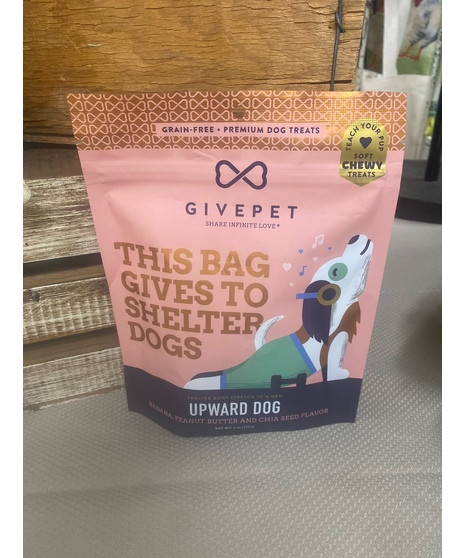 GRAIN-FREE • PREMIUM DOG TREATS
TEACH YOUR PUP
SOFT
CHEWY
TREATS
GIVEPET
SHARE INFINITE LOVE
THIS BAG
GIVES TO
SHELTER
DOGS
UPWARD DOG
BANANA, PEANUT BUTTER AND CHIA SEED FLAVOR